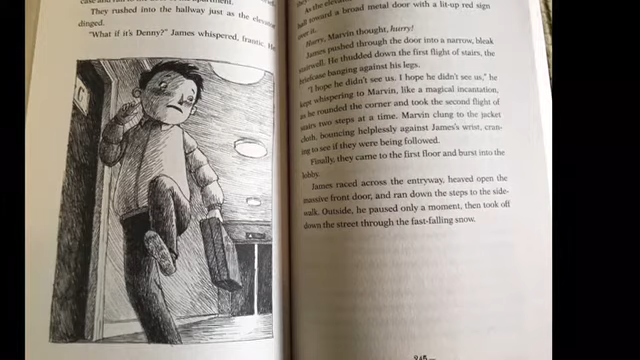 They rushed into the hallway just as the elevator
dinged.
"What if it's Denny?" James whispered, frantic. He
hall toward a broad metal door with a lit-up red sign
over it.
Hurry, Marvin thought, hurry!
James pushed through the door into a narrow, bleak
stairwell. He thudded down the first flight of stairs, the
briefcase banging against his legs.
"I hope he didn't see us. I hope he didn't see us," he
kept whispering to Marvin, like a magical incantation,
as he rounded the corner and took the second flight of
stairs two steps at a time. Marvin clung to the jacket
cloth, bouncing helplessly against James's wrist, cran-
ing to see if they were being followed.
Finally, they came to the first floor and burst into the
lobby.
James raced across the entryway, heaved open the
massive front door, and ran down the steps to the side-
walk. Outside, he paused only a moment, then took off
down the street through the fast-falling snow.